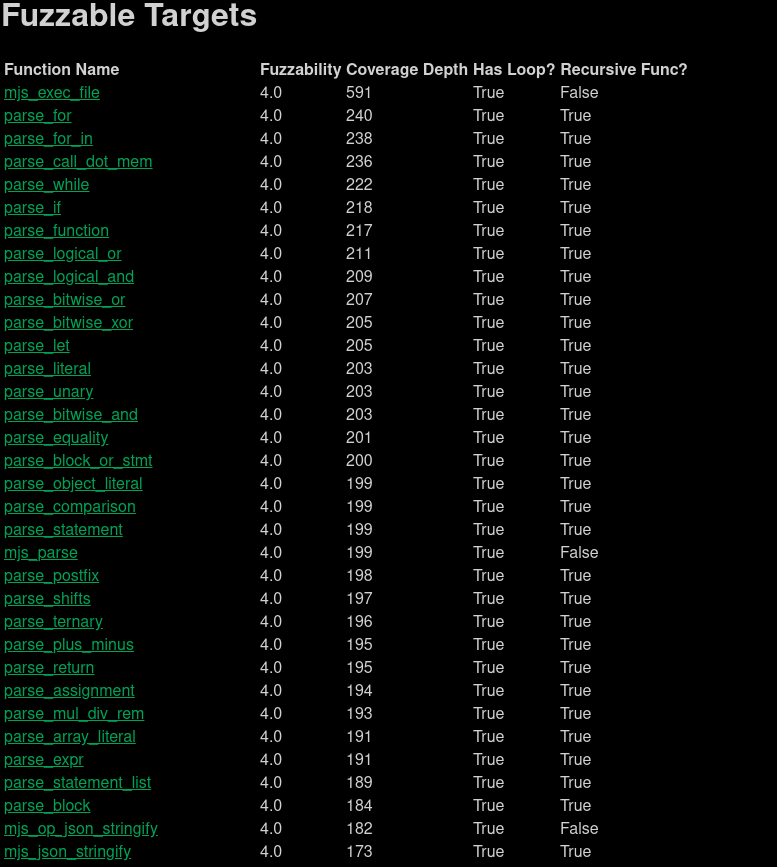 Fuzzable Targets
Function Name Fuzzability Coverage Depth Has Loop? Recursive Func?
mjs_exec_file 4.0 591 True False
parse_for 4.0 240 True True
parse_for_in 4.0 238 True True
parse_call_dot_mem 4.0 236 True True
parse_while 4.0 222 True True
parse_if 4.0 218 True True
parse_function 4.0 217 True True
parse_logical_or 4.0 211 True True
parse_logical_and 4.0 209 True True
parse_bitwise_or 4.0 207 True True
parse_bitwise_xor 4.0 205 True True
parse_let 4.0 205 True True
parse_literal 4.0 203 True True
parse_unary 4.0 203 True True
parse_bitwise_and 4.0 203 True True
parse_equality 4.0 201 True True
parse_block_or_stmt 4.0 200 True True
parse_object_literal 4.0 199 True True
parse_comparison 4.0 199 True True
parse_statement 4.0 199 True True
mjs_parse 4.0 199 True False
parse_postfix 4.0 198 True True
parse_shifts 4.0 197 True True
parse_ternary 4.0 196 True True
parse_plus_minus 4.0 195 True True
parse_return 4.0 195 True True
parse_assignment 4.0 194 True True
parse_mul_div_rem 4.0 193 True True
parse_array_literal 4.0 191 True True
parse_expr 4.0 191 True True
parse_statement_list 4.0 189 True True
parse_block 4.0 184 True True
mjs_op_json_stringify 4.0 182 True False
mjs_json_stringify 4.0 173 True True